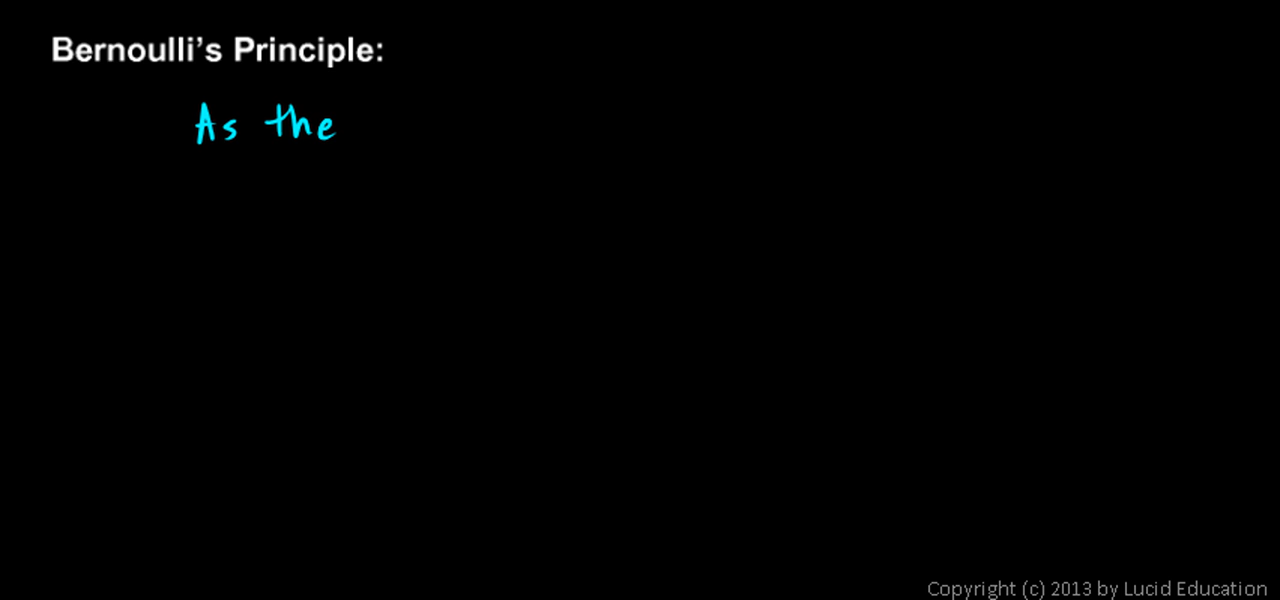 Bernoulli’s Principle:
As the
Copyright (c) 2013 by Lucid Education